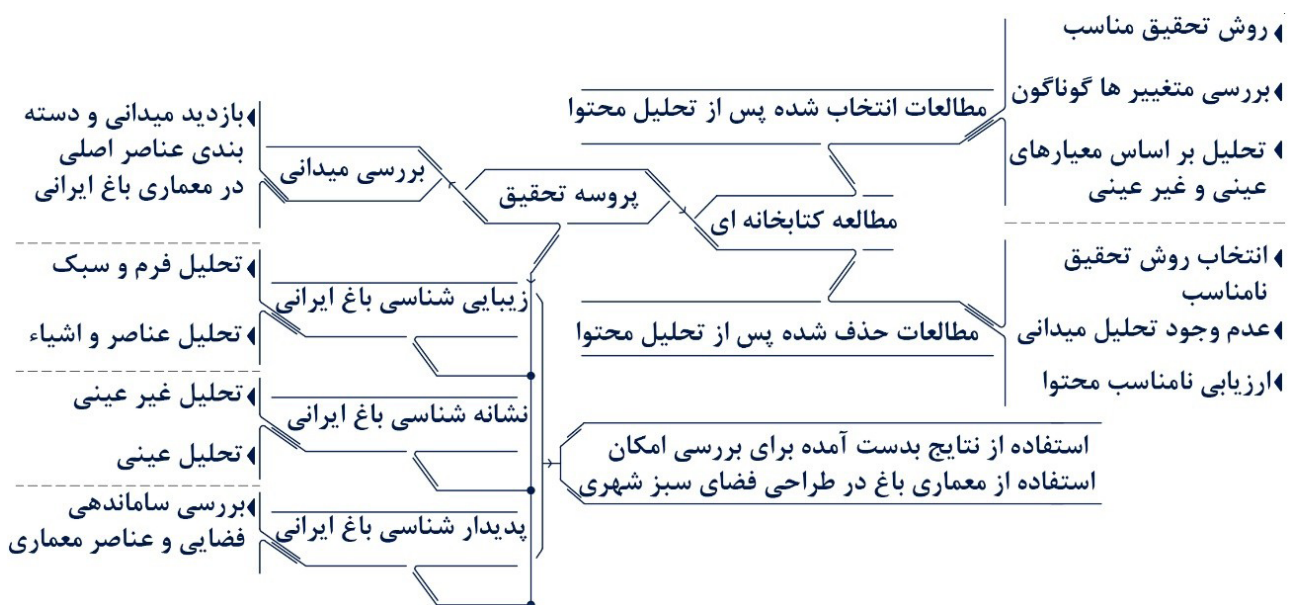 روش تحقیق مناسب
بررسی متغییر ها گوناگون
تحلیل بر اساس معیارهای
عینی و غیر عینی
مطالعات انتخاب شده پس از تحلیل محتوا
مطالعه کتابخانه ای
انتخاب روش تحقیق
نامناسب
عدم وجود تحلیل میدانی
ارزیابی نامناسب محتوا
مطالعات حذف شده پس از تحلیل محتوا
پروسه تحقیق
بررسی میدانی
بازدید میدانی و دسته
بندی عناصر اصلی
در معماری باغ ایرانی
زیبایی شناسی باغ ایرانی
تحلیل فرم و سبک
تحلیل عناصر و اشیاء
نشانه شناسی باغ ایرانی
تحلیل غیر عینی
تحلیل عینی
پدیدار شناسی باغ ایرانی
بررسی ساماندهی
فضایی و عناصر معماری
استفاده از نتایج بدست آمده برای بررسی امکان
استفاده از معماری باغ در طراحی فضای سبز شهری